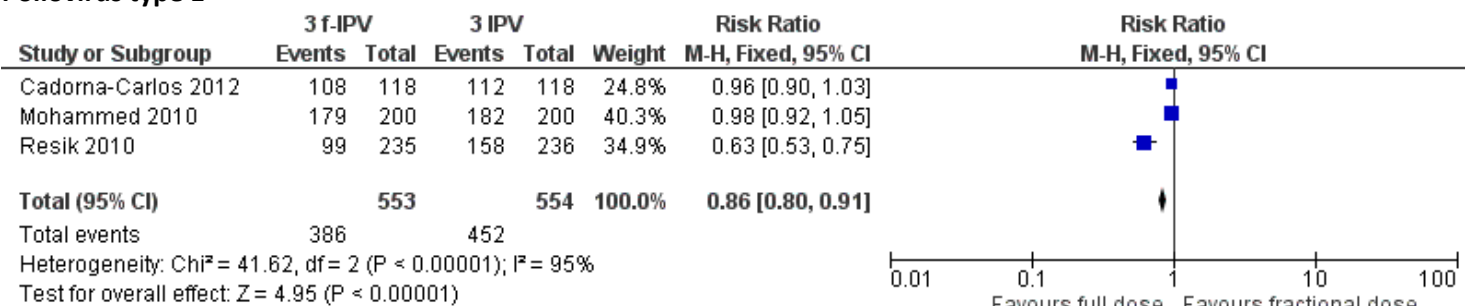 3 f-IPV 3 IPV Risk Ratio Risk Ratio
Study or Subgroup Events Total Events Total Weight M-H, Fixed, 95% CI M-H, Fixed, 95% CI
Cadorna-Carlos 2012 108 118 112 118 24.8% 0.96 [0.90, 1.03]
Mohammed 2010 179 200 182 200 40.3% 0.98 [0.92, 1.05]
Resik 2010 99 235 158 236 34.9% 0.63 [0.53, 0.75]
Total (95% CI) 553 554 100.0% 0.86 [0.80, 0.91]
Total events 386 452
Heterogeneity: Chi² = 41.62, df = 2 (P < 0.00001); I² = 95%
Test for overall effect: Z = 4.95 (P < 0.00001)
0.01 0.1 1 10 100
Favours full dose Favours fractional dose